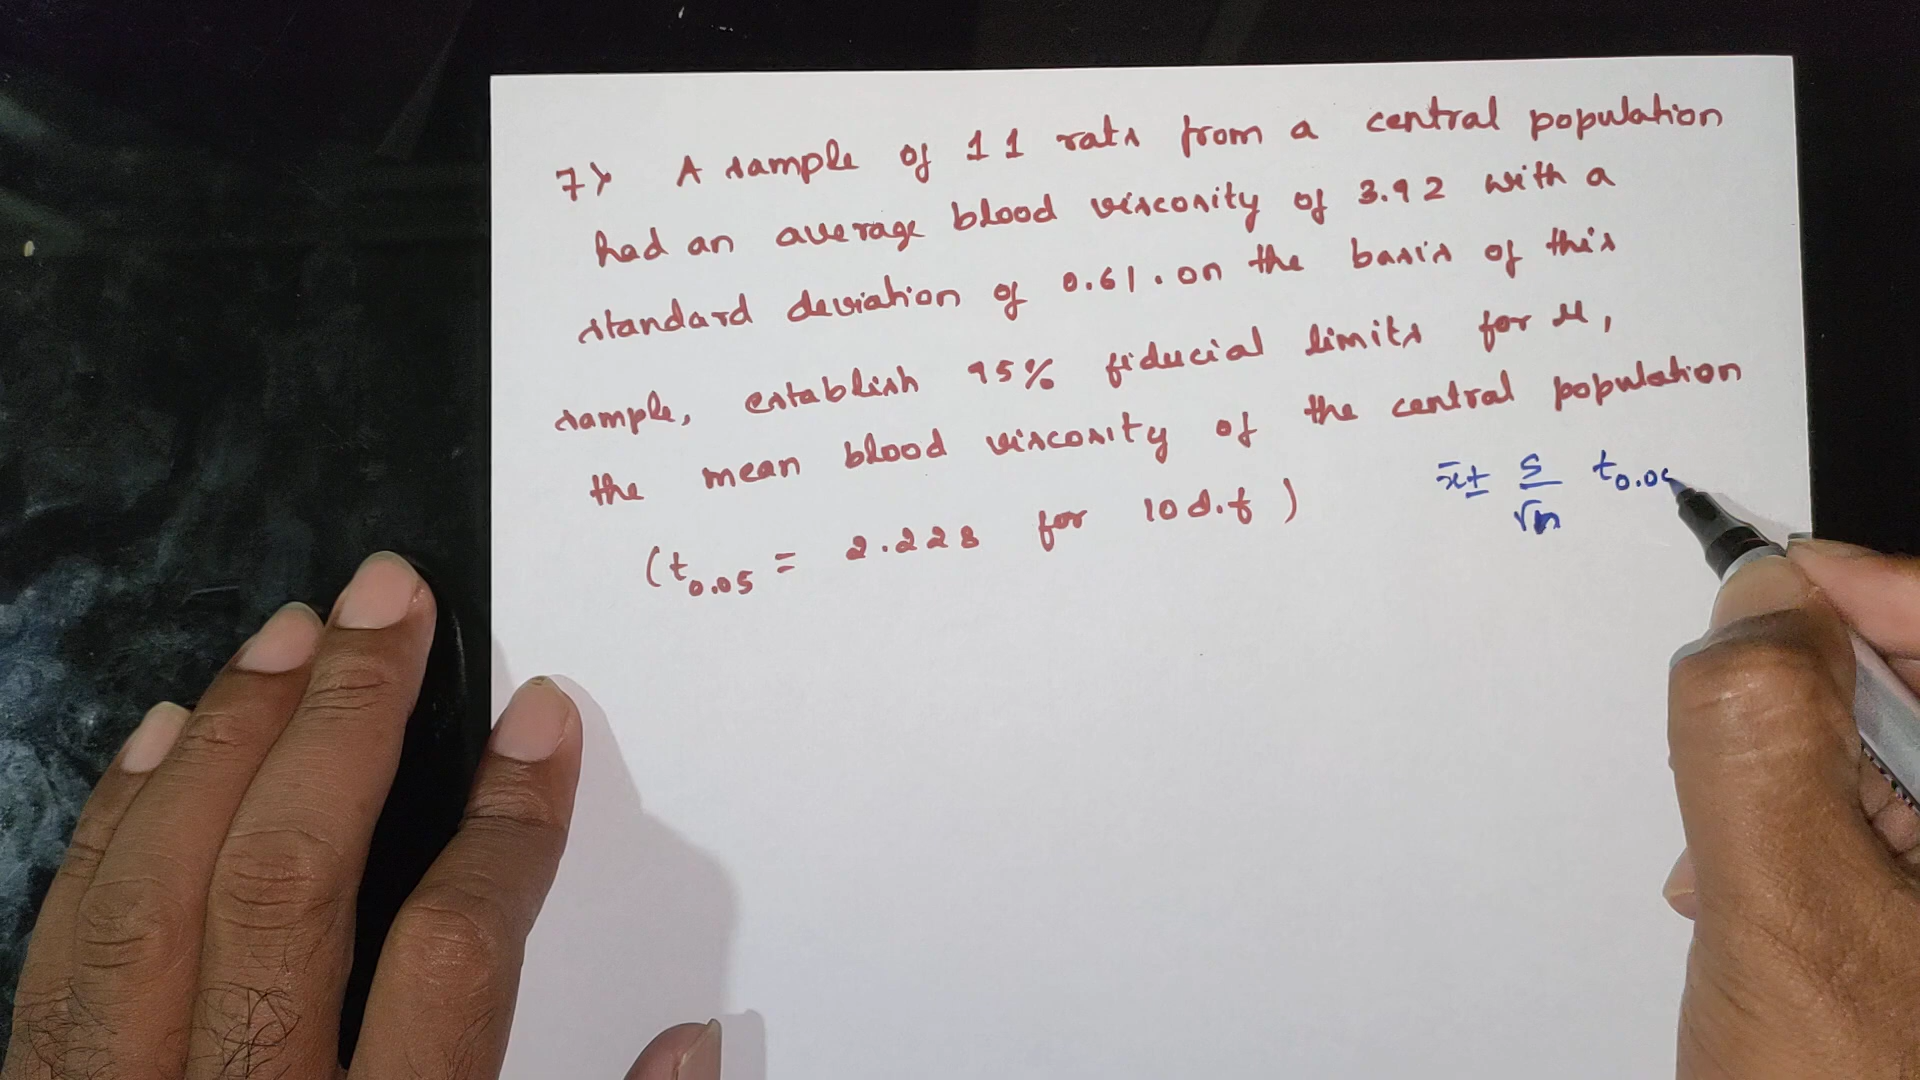 7) A sample of 11 rats from a central population
had an average blood viscosity of 3.92 with a
standard deviation of 0.61. on the basis of this
sample, establish 95% fiducial limits for μ,
the mean blood viscosity of the central population
(t0.05 = 2.228 for 10 d.f)
x̄ ± S/√n t0.05